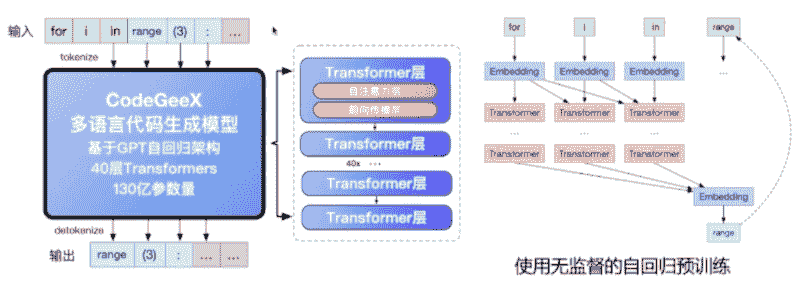 输入 for i in range (3) : ...
tokenize
CodeGeeX
多语言代码生成模型
基于GPT自回归架构
40层Transformers
130亿参数量
detokenize
输出 range (3) : ... ...
Transformer层
自注意力层
Transformer层
40x ...
Transformer层
Transformer层
for i in range
Embedding Embedding Embedding ...
Transformer Transformer Transformer
... ... ...
Transformer Transformer Transformer
Embedding
range
使用无监督的自回归预训练